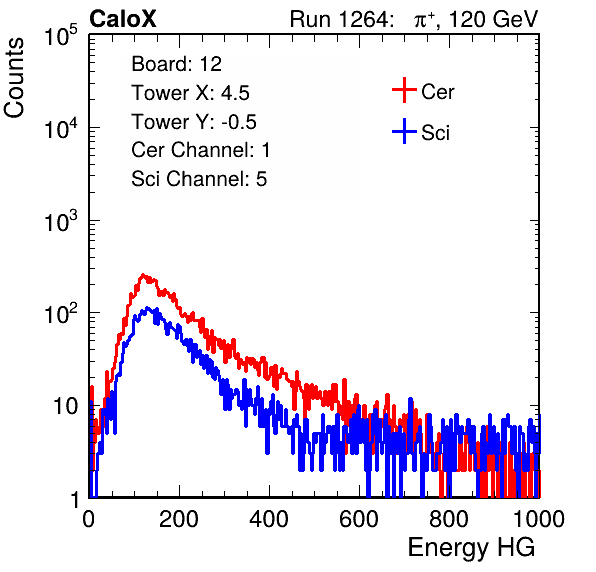 CaloX Run 1264: π⁺, 120 GeV
Board: 12
Tower X: 4.5
Tower Y: -0.5
Cer Channel: 1
Sci Channel: 5
Cer
Sci
Counts
10⁵
10⁴
10³
10²
10
1
0 200 400 600 800 1000
Energy HG